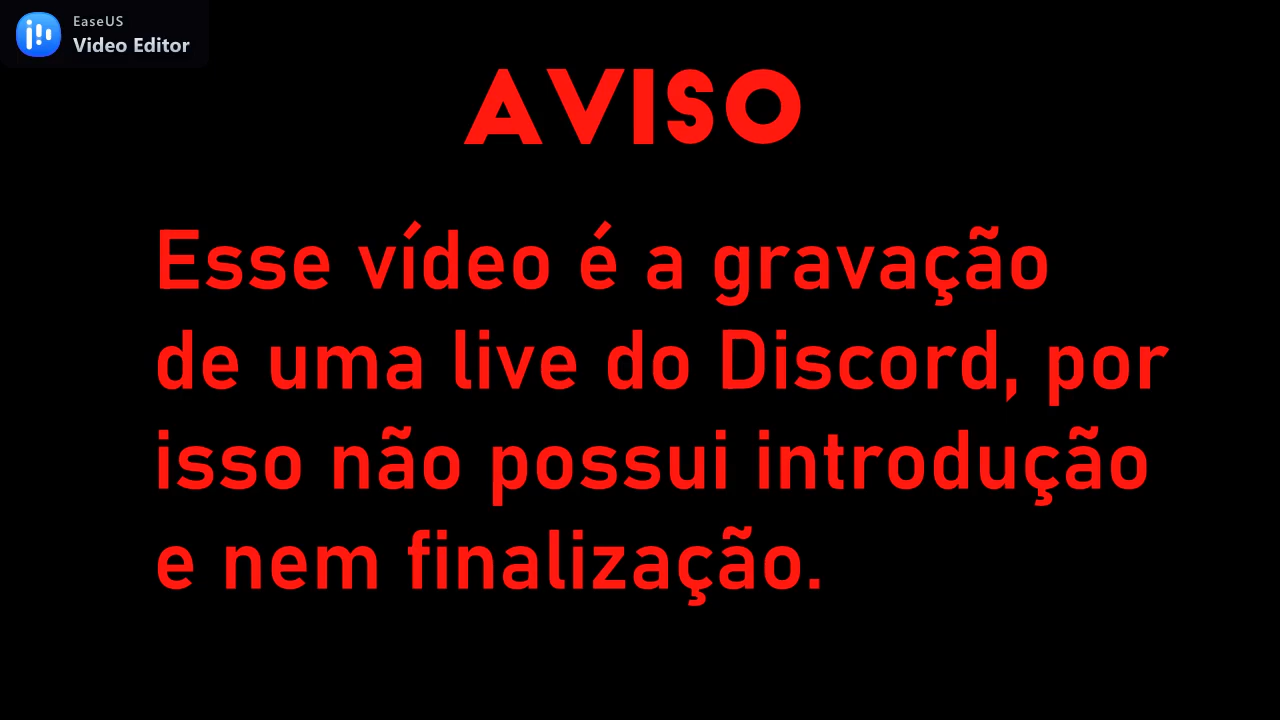 EaseUS
Video Editor
AVISO
Esse vídeo é a gravação
de uma live do Discord, por
isso não possui introdução
e nem finalização.